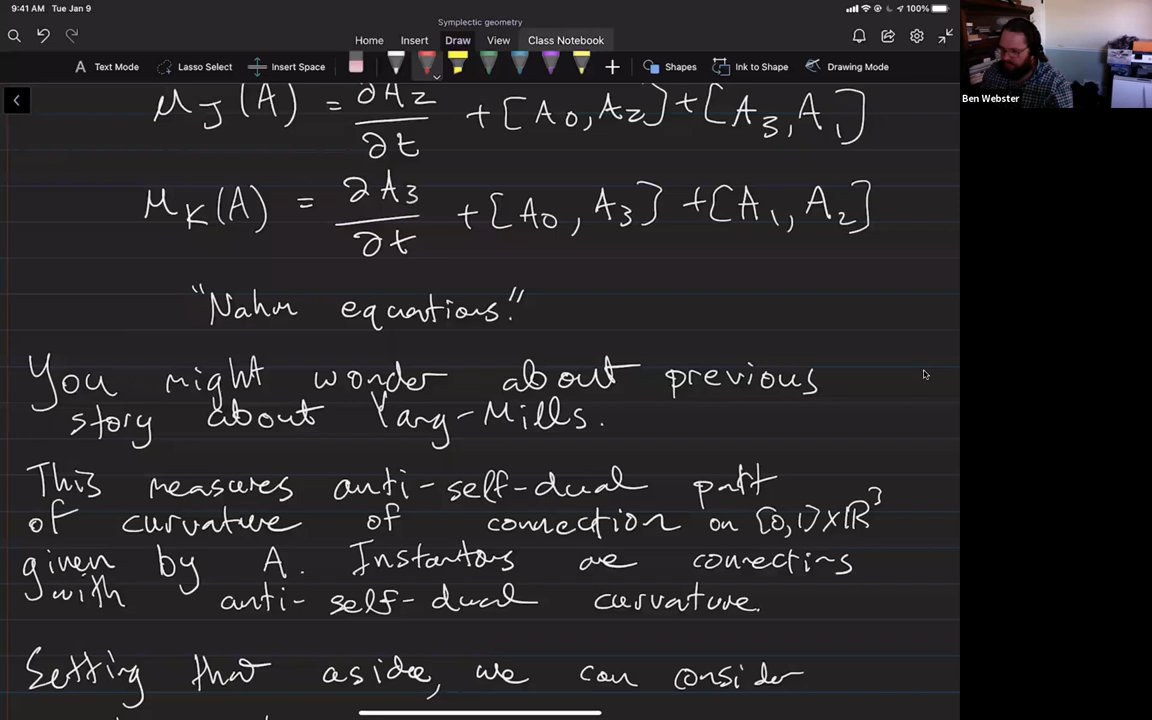 9:41 AM Tue Jan 9
100%
Symplectic geometry
Home Insert Draw View Class Notebook
Text Mode Lasso Select Insert Space Shapes Ink to Shape Drawing Mode
Ben Webster
μ_J(A) = ∂A₂/∂t + [A₀, A₂] + [A₃, A₁]
μ_K(A) = ∂A₃/∂t + [A₀, A₃] + [A₁, A₂]
"Nahm equations."
You might wonder about previous
story about Yang-Mills.
This measures anti-self-dual part
of curvature of connection on [0,1]×ℝ³
given by A. Instantons are connections
with anti-self-dual curvature.
Setting that aside, we can consider